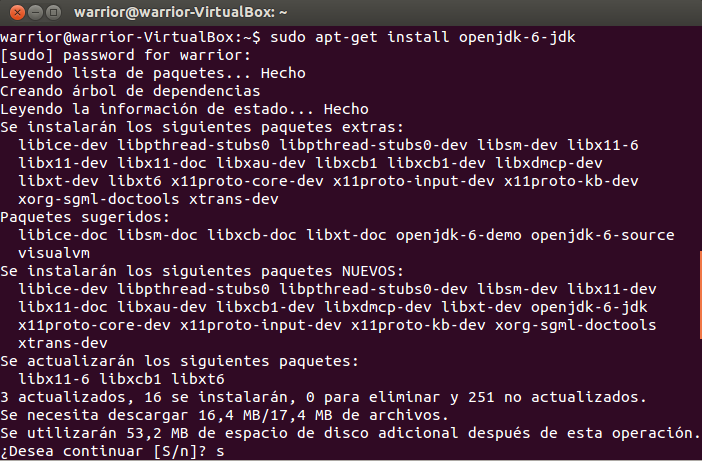 warrior@warrior-VirtualBox: ~
warrior@warrior-VirtualBox:~$ sudo apt-get install openjdk-6-jdk
[sudo] password for warrior:
Leyendo lista de paquetes... Hecho
Creando árbol de dependencias
Leyendo la información de estado... Hecho
Se instalarán los siguientes paquetes extras:
libice-dev libpthread-stubs0 libpthread-stubs0-dev libsm-dev libx11-6
libx11-dev libx11-doc libxau-dev libxcb1 libxcb1-dev libxdmcp-dev
libxt-dev libxt6 x11proto-core-dev x11proto-input-dev x11proto-kb-dev
xorg-sgml-doctools xtrans-dev
Paquetes sugeridos:
libice-doc libsm-doc libxcb-doc libxt-doc openjdk-6-demo openjdk-6-source
visualvm
Se instalarán los siguientes paquetes NUEVOS:
libice-dev libpthread-stubs0 libpthread-stubs0-dev libsm-dev libx11-dev
libx11-doc libxau-dev libxcb1-dev libxdmcp-dev libxt-dev openjdk-6-jdk
x11proto-core-dev x11proto-input-dev x11proto-kb-dev xorg-sgml-doctools
xtrans-dev
Se actualizarán los siguientes paquetes:
libx11-6 libxcb1 libxt6
3 actualizados, 16 se instalarán, 0 para eliminar y 251 no actualizados.
Se necesita descargar 16,4 MB/17,4 MB de archivos.
Se utilizarán 53,2 MB de espacio de disco adicional después de esta operación.
¿Desea continuar [S/n]? s